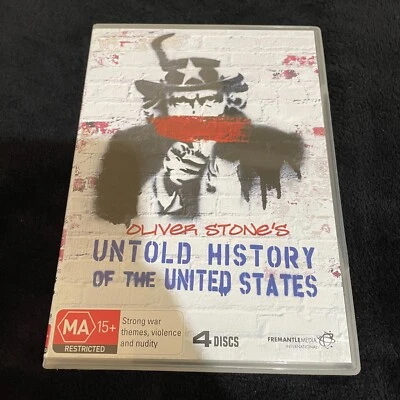 OLIVER STONE'S
UNTOLD HISTORY
OF THE UNITED STATES
MA 15+
RESTRICTED
Strong war
themes, violence
and nudity
4 DISCS
FREMANTLEMEDIA
INTERNATIONAL